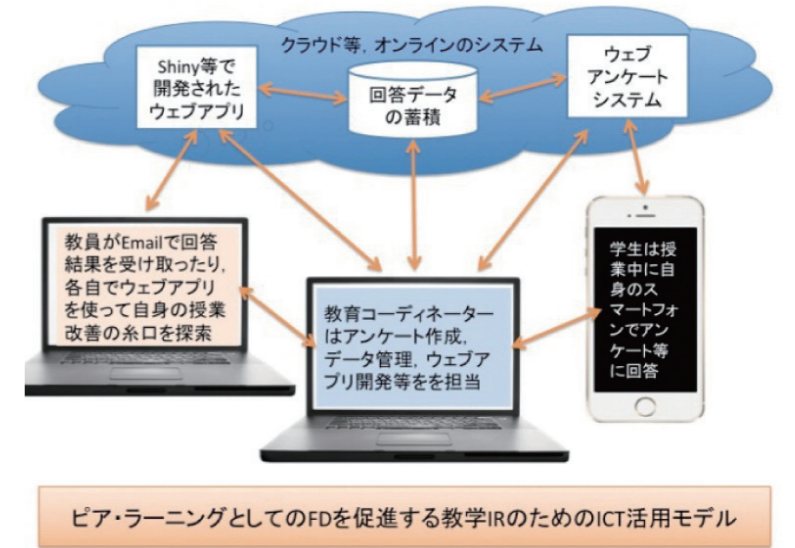 クラウド等，オンラインのシステム
Shiny等で
開発された
ウェブアプリ
回答データ
の蓄積
ウェブ
アンケート
システム
教員がEmailで回答
結果を受け取ったり，
各自でウェブアプリ
を使って自身の授業
改善の糸口を探索
教育コーディネーター
はアンケート作成，
データ管理，ウェブア
プリ開発等をを担当
学生は授
業中に自
身のス
マートフォ
ンでアン
ケート等
に回答
ピア・ラーニングとしてのFDを促進する教学IRのためのICT活用モデル